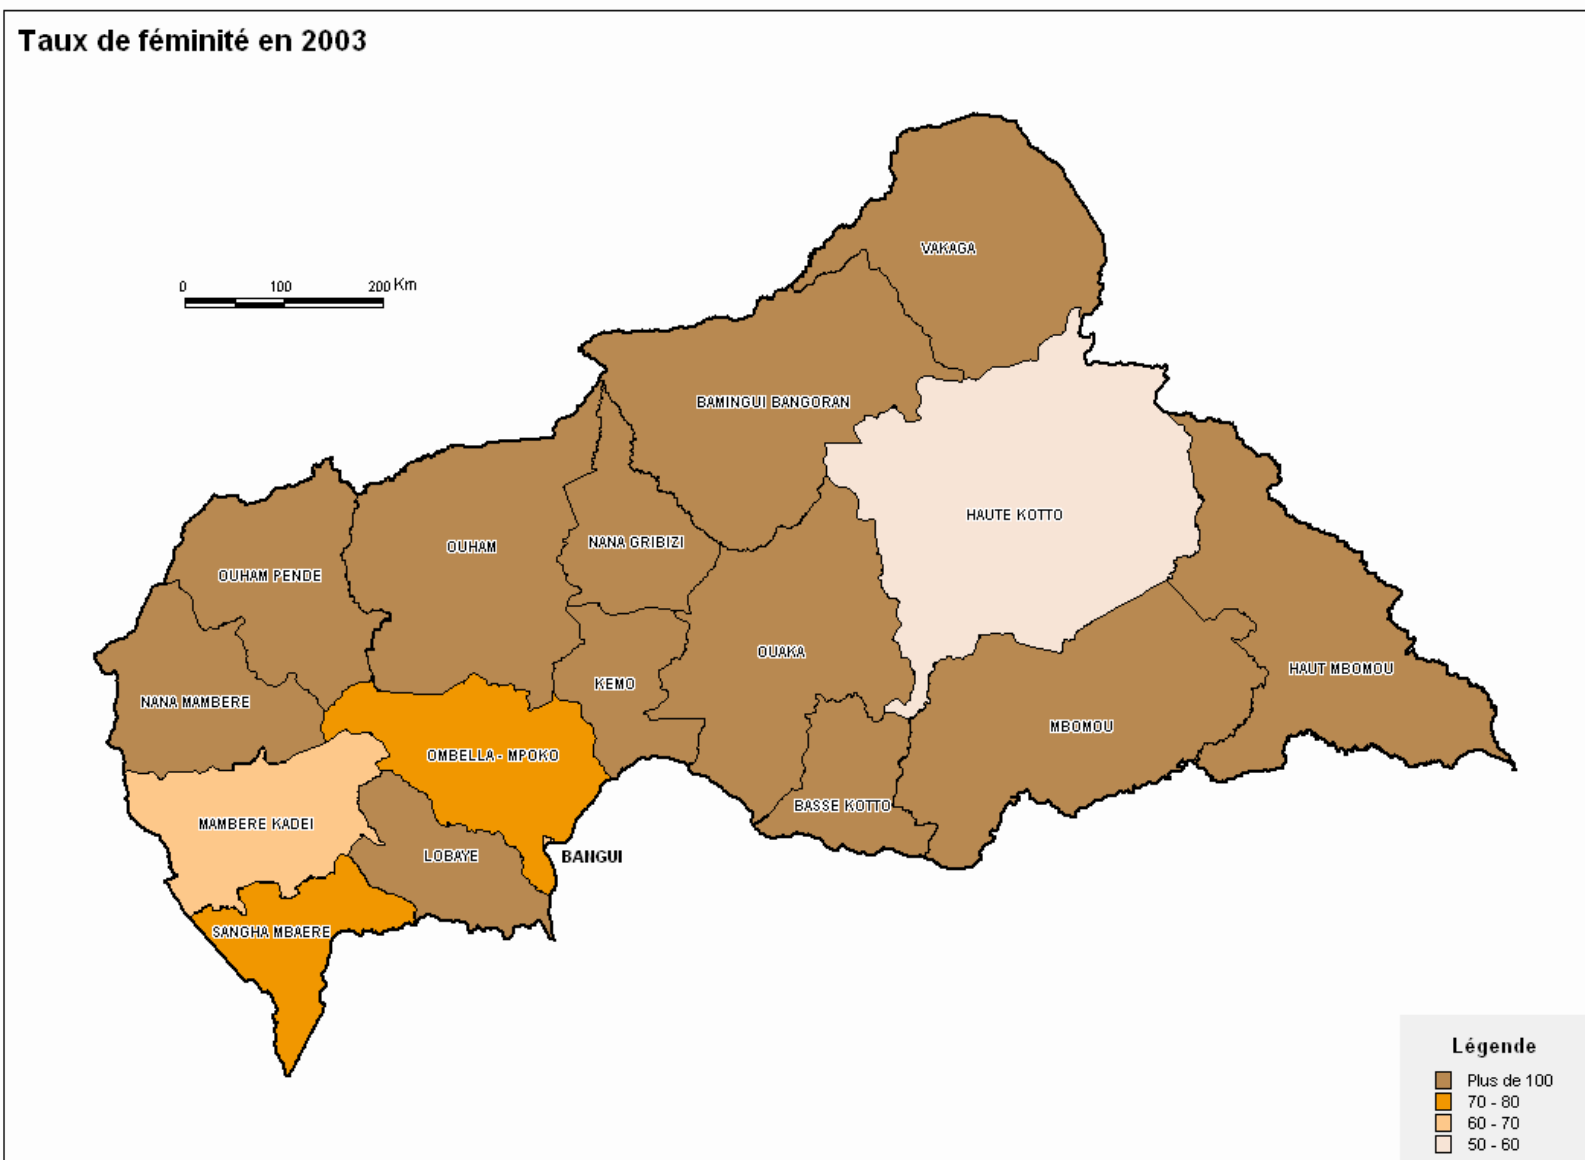 Taux de féminité en 2003
VAKAGA
0 100 200 Km
BAMINGUI BANGORAN
HAUTE KOTTO
OUHAM
NANA GRIBIZI
OUHAM PENDE
OUAKA
HAUT MBOMOU
KEMO
NANA MAMBERE
MBOMOU
OMBELLA - MPOKO
BASSE KOTTO
MAMBERE KADEI
LOBAYE
BANGUI
SANGHA MBAERE
Légende
Plus de 100
70 - 80
60 - 70
50 - 60